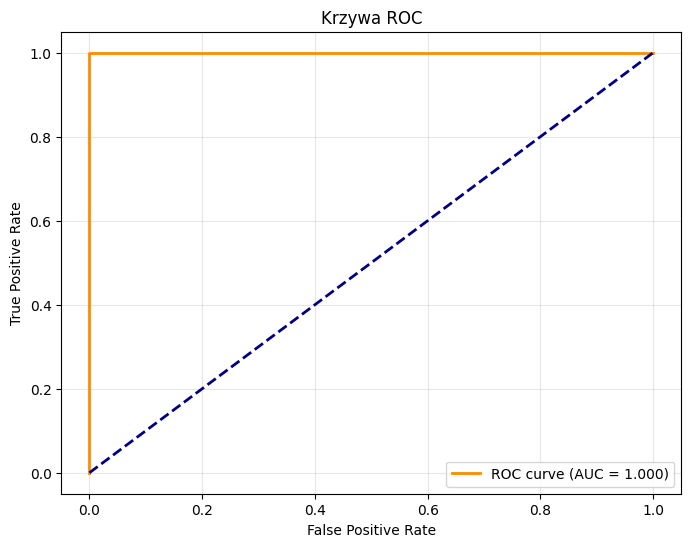 Krzywa ROC
True Positive Rate
1.0
0.8
0.6
0.4
0.2
0.0
ROC curve (AUC = 1.000)
0.0 0.2 0.4 0.6 0.8 1.0
False Positive Rate